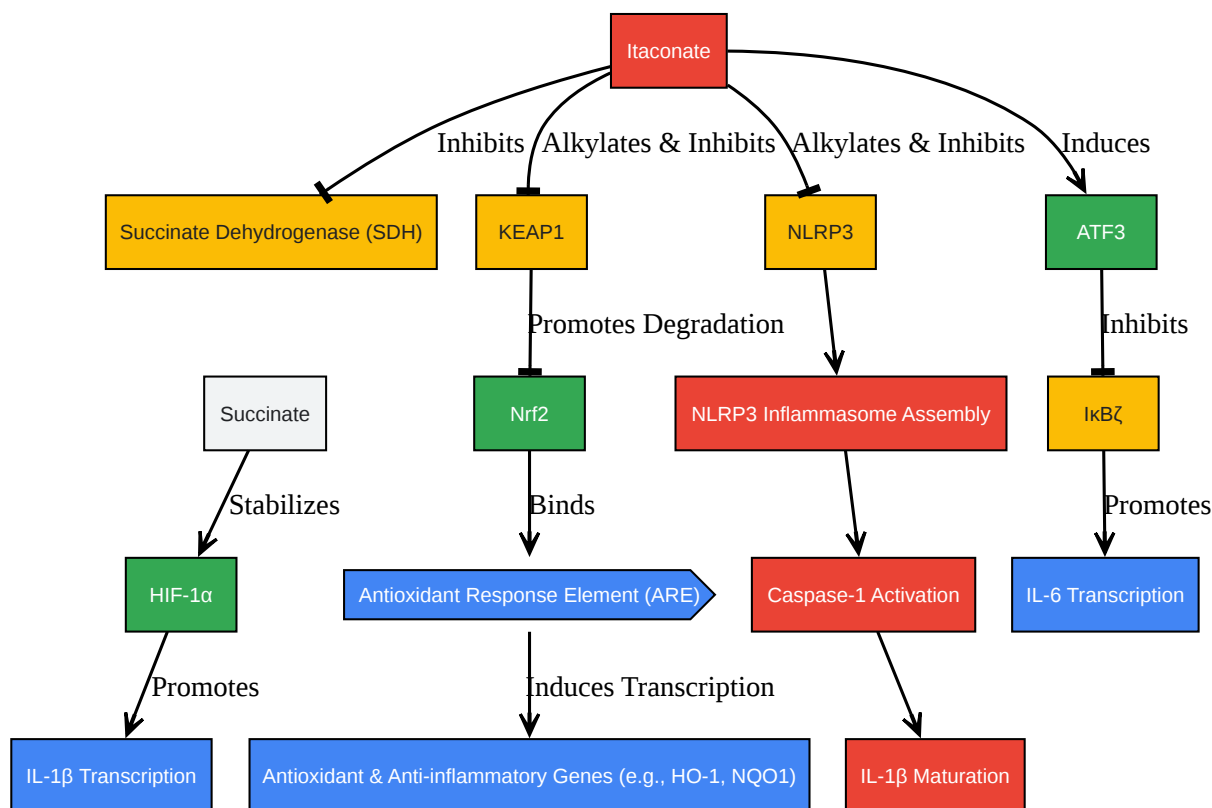 Itaconate
Inhibits
Alkylates & Inhibits
Alkylates & Inhibits
Induces
Succinate Dehydrogenase (SDH)
KEAP1
NLRP3
ATF3
Promotes Degradation
Inhibits
Succinate
Nrf2
NLRP3 Inflammasome Assembly
IκBζ
Stabilizes
Binds
Promotes
HIF-1α
Antioxidant Response Element (ARE)
Caspase-1 Activation
IL-6 Transcription
Promotes
Induces Transcription
IL-1β Transcription
Antioxidant & Anti-inflammatory Genes (e.g., HO-1, NQO1)
IL-1β Maturation